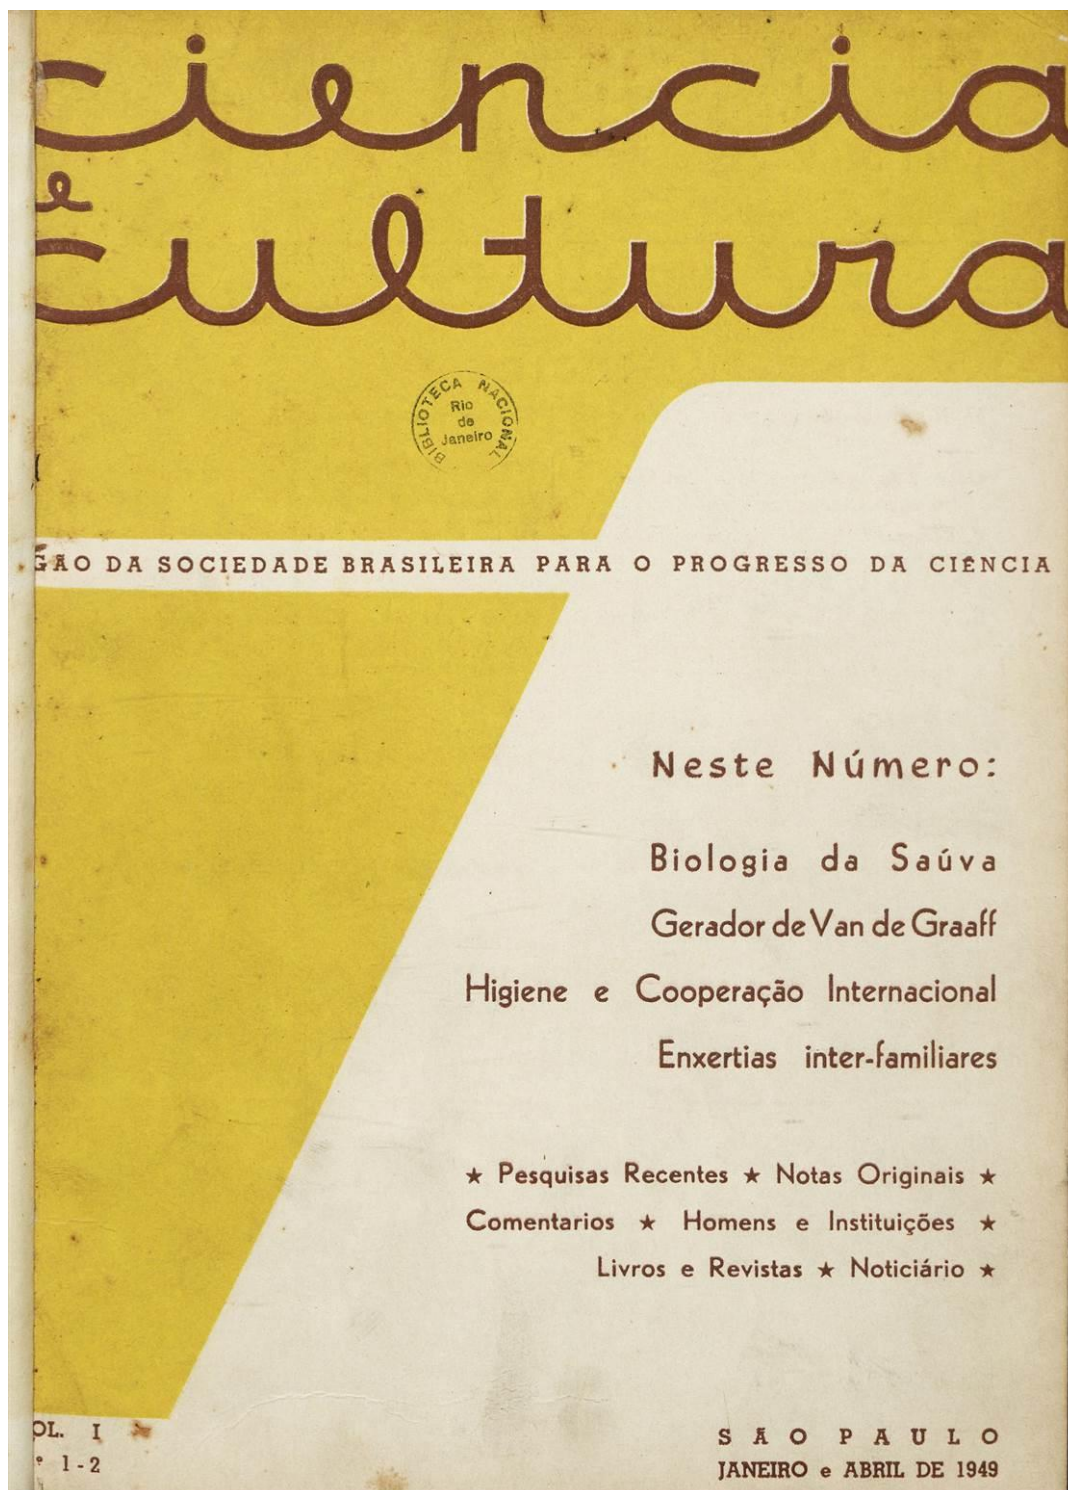 ciencia
e
cultura
BIBLIOTECA NACIONAL
Rio
de
Janeiro
GÃO DA SOCIEDADE BRASILEIRA PARA O PROGRESSO DA CIÊNCIA
Neste Número:
Biologia da Saúva
Gerador de Van de Graaff
Higiene e Cooperação Internacional
Enxertias inter-familiares
★ Pesquisas Recentes ★ Notas Originais ★
Comentarios ★ Homens e Instituições ★
Livros e Revistas ★ Noticiário ★
OL. I
º 1-2
SÃO PAULO
JANEIRO e ABRIL DE 1949